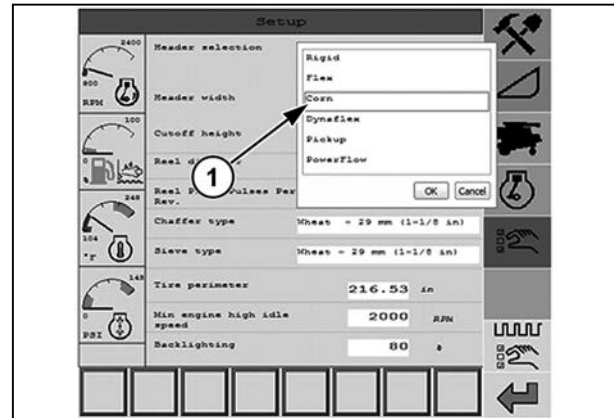 Setup
2400
800
RPM
Header selection
Rigid
Flex
Corn
Dynaflex
Pickup
PowerFlow
OK
Cancel
Header width
100
0
Cutoff height
1
Reel
Reel Pulses Per
Rev.
248
104
°F
Chaffer type
Wheat - 29 mm (1-1/8 in)
Sieve type
Wheat - 29 mm (1-1/8 in)
145
0
PSI
Tire perimeter
216.53 in
Min engine high idle
speed
2000 RPM
Backlighting
80